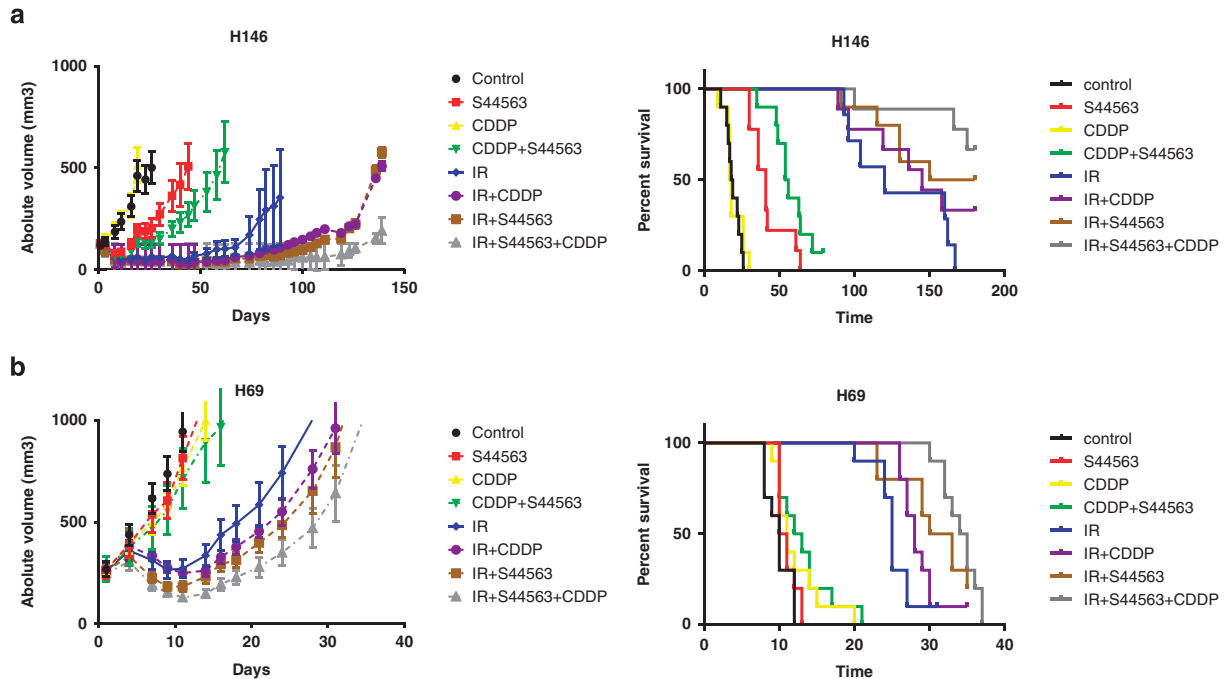 a
H146
Abolute volume (mm3)
1000
500
0
0
50
100
150
Days
Control
S44563
CDDP
CDDP+S44563
IR
IR+CDDP
IR+S44563
IR+S44563+CDDP
H146
Percent survival
100
50
0
0
50
100
150
200
Time
control
S44563
CDDP
CDDP+S44563
IR
IR+CDDP
IR+S44563
IR+S44563+CDDP
b
H69
Abolute volume (mm3)
1000
500
0
0
10
20
30
40
Days
Control
S44563
CDDP
CDDP+S44563
IR
IR+CDDP
IR+S44563
IR+S44563+CDDP
H69
Percent survival
100
50
0
0
10
20
30
40
Time
control
S44563
CDDP
CDDP+S44563
IR
IR+CDDP
IR+S44563
IR+S44563+CDDP